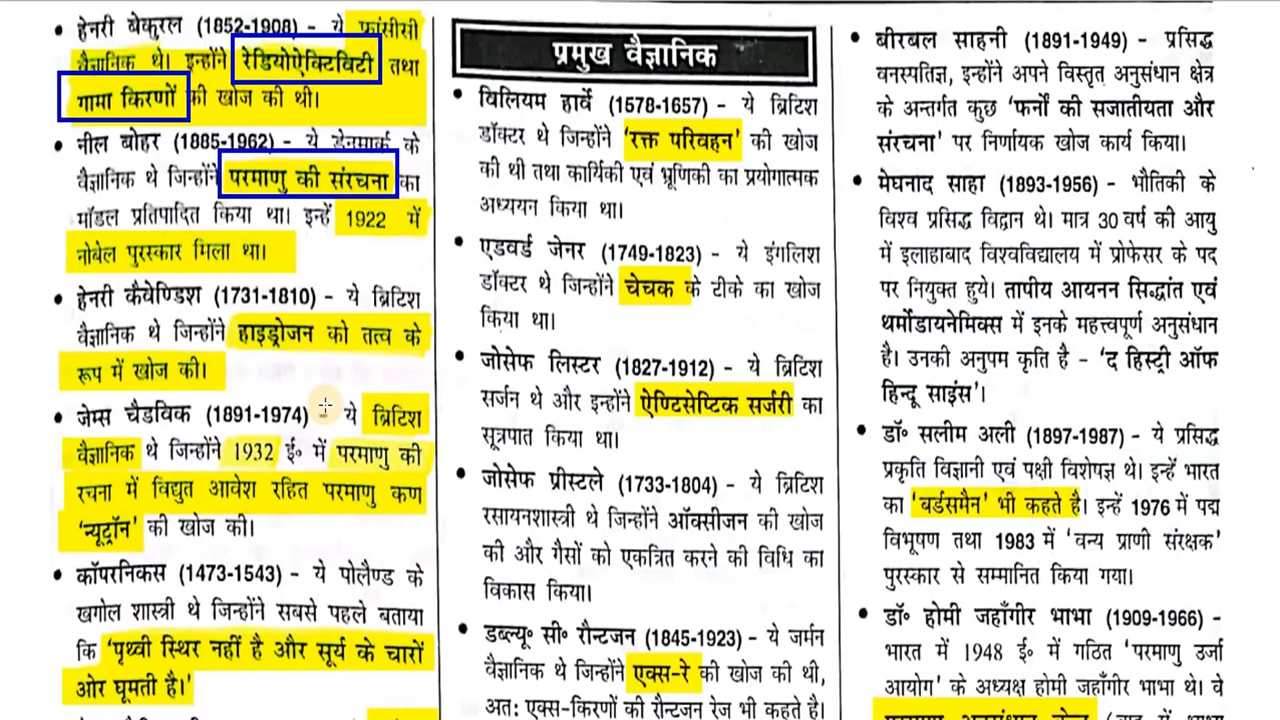 हेनरी बेकुरल (1852-1908) - ये फ्रांसीसी
वैज्ञानिक थे। इन्होंने रेडियोऐक्टिविटी तथा
गामा किरणों की खोज की थी।
नील बोहर (1885-1962) - ये डेनमार्क के
वैज्ञानिक थे जिन्होंने परमाणु की संरचना का
मॉडल प्रतिपादित किया था। इन्हें 1922 में
नोबेल पुरस्कार मिला था।
हेनरी कैवेण्डिश (1731-1810) - ये ब्रिटिश
वैज्ञानिक थे जिन्होंने हाइड्रोजन को तत्व के
रूप में खोज की।
जेम्स चैडविक (1891-1974) - ये ब्रिटिश
वैज्ञानिक थे जिन्होंने 1932 ई॰ में परमाणु की
रचना में विद्युत आवेश रहित परमाणु कण
'न्यूट्रॉन' की खोज की।
कॉपरनिकस (1473-1543) - ये पोलैण्ड के
खगोल शास्त्री थे जिन्होंने सबसे पहले बताया
कि 'पृथ्वी स्थिर नहीं है और सूर्य के चारों
ओर घूमती है।'
प्रमुख वैज्ञानिक
विलियम हार्वे (1578-1657) - ये ब्रिटिश
डॉक्टर थे जिन्होंने 'रक्त परिवहन' की खोज
की थी तथा कार्यिकी एवं भ्रूणिकी का प्रयोगात्मक
अध्ययन किया था।
एडवर्ड जेनर (1749-1823) - ये इंगलिश
डॉक्टर थे जिन्होंने चेचक के टीके का खोज
किया था।
जोसेफ लिस्टर (1827-1912) - ये ब्रिटिश
सर्जन थे और इन्होंने ऐण्टिसेप्टिक सर्जरी का
सूत्रपात किया था।
जोसेफ प्रीस्टले (1733-1804) - ये ब्रिटिश
रसायनशास्त्री थे जिन्होंने ऑक्सीजन की खोज
की और गैसों को एकत्रित करने की विधि का
विकास किया।
डब्ल्यू॰ सी॰ रौन्टजन (1845-1923) - ये जर्मन
वैज्ञानिक थे जिन्होंने एक्स-रे की खोज की थी,
अतः एक्स-किरणों की रौन्टजन रेज भी कहते है।
बीरबल साहनी (1891-1949) - प्रसिद्ध
वनस्पतिज्ञ, इन्होंने अपने विस्तृत अनुसंधान क्षेत्र
के अन्तर्गत कुछ 'फर्नों की सजातीयता और
संरचना' पर निर्णायक खोज कार्य किया।
मेघनाद साहा (1893-1956) - भौतिकी के
विश्व प्रसिद्ध विद्वान थे। मात्र 30 वर्ष की आयु
में इलाहाबाद विश्वविद्यालय में प्रोफेसर के पद
पर नियुक्त हुये। तापीय आयनन सिद्धांत एवं
थर्मोडायनेमिक्स में इनके महत्त्वपूर्ण अनुसंधान
है। उनकी अनुपम कृति है - 'द हिस्ट्री ऑफ
हिन्दू साइंस'।
डॉ॰ सलीम अली (1897-1987) - ये प्रसिद्ध
प्रकृति विज्ञानी एवं पक्षी विशेषज्ञ थे। इन्हें भारत
का 'बर्डसमैन' भी कहते है। इन्हें 1976 में पद्म
विभूषण तथा 1983 में 'वन्य प्राणी संरक्षक'
पुरस्कार से सम्मानित किया गया।
डॉ॰ होमी जहाँगीर भाभा (1909-1966) -
भारत में 1948 ई॰ में गठित 'परमाणु उर्जा
आयोग' के अध्यक्ष होमी जहाँगीर भाभा थे। वे